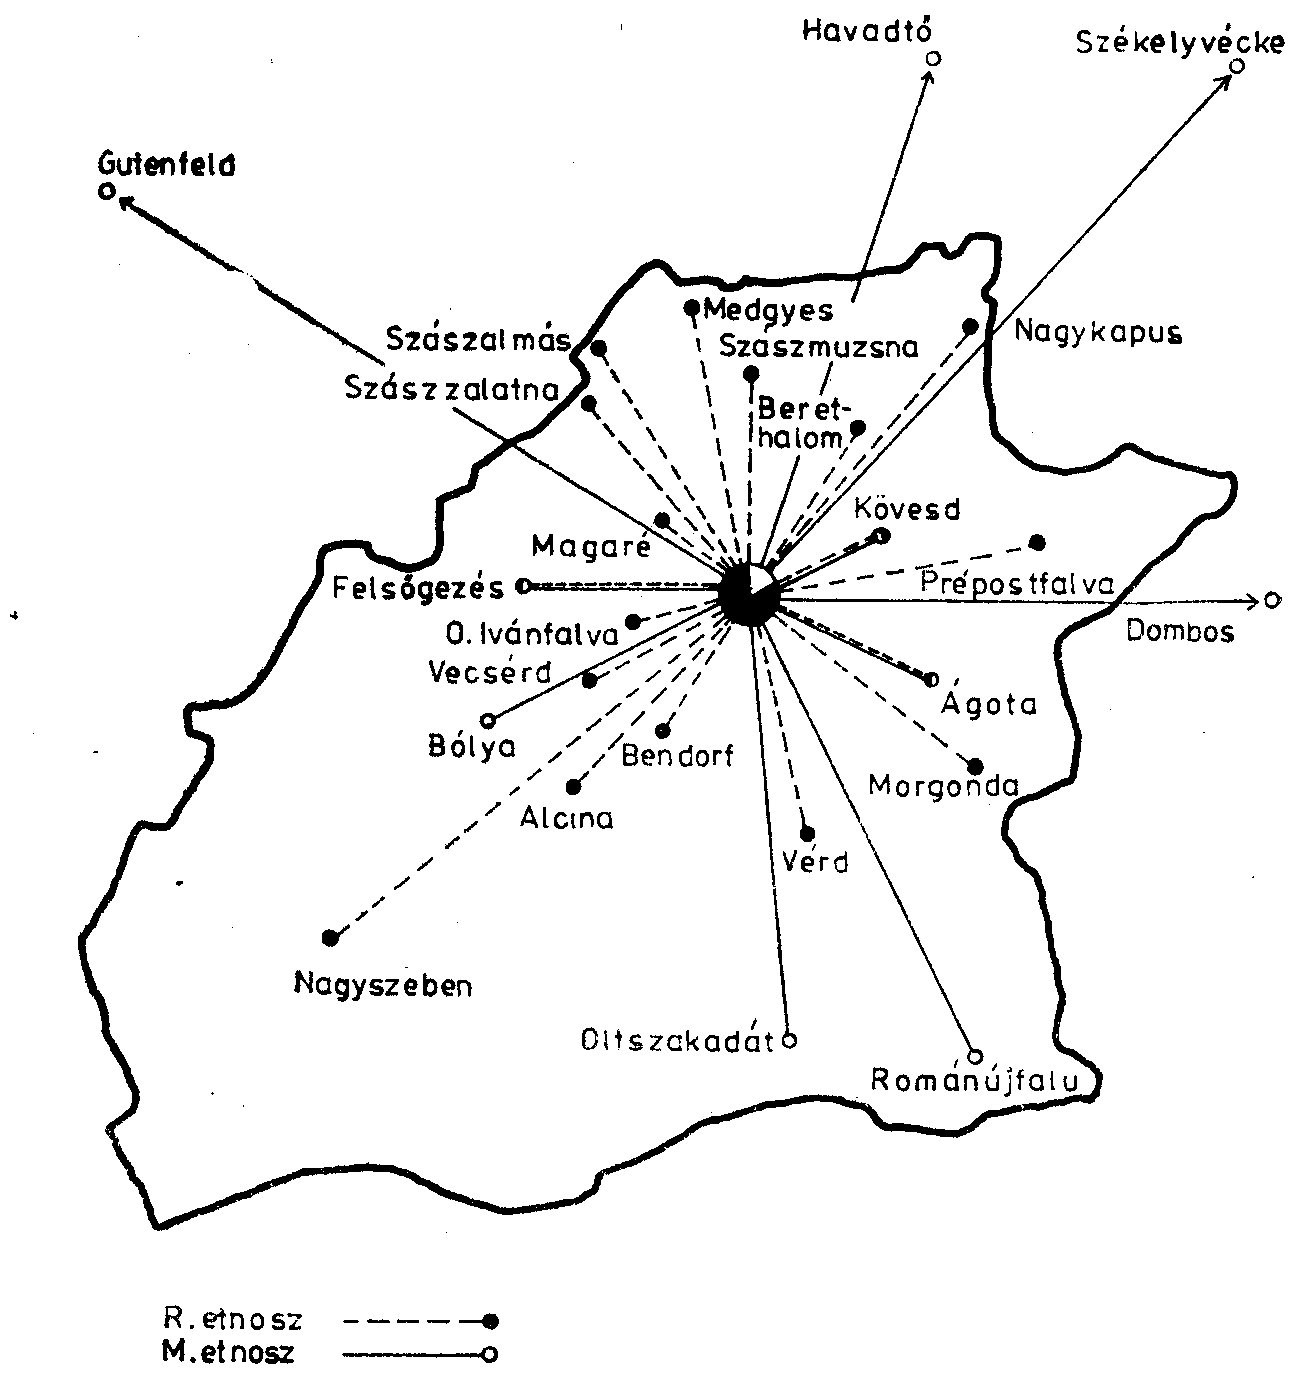 Havadtő
Székelyvécke
Gutenfeld
Medgyes
Szászalmás
Szászmuzsna
Nagykapus
Szászzalatna
Beret-
halom
Kövesd
Magaré
Felsőgezés
Prépostfalva
O. Ivánfalva
Dombos
Vecsérd
Ágota
Bólya
Bendorf
Morgonda
Alcina
Vérd
Nagyszeben
Oltszakadát
Románújfalu
R.etnosz
M.etnosz